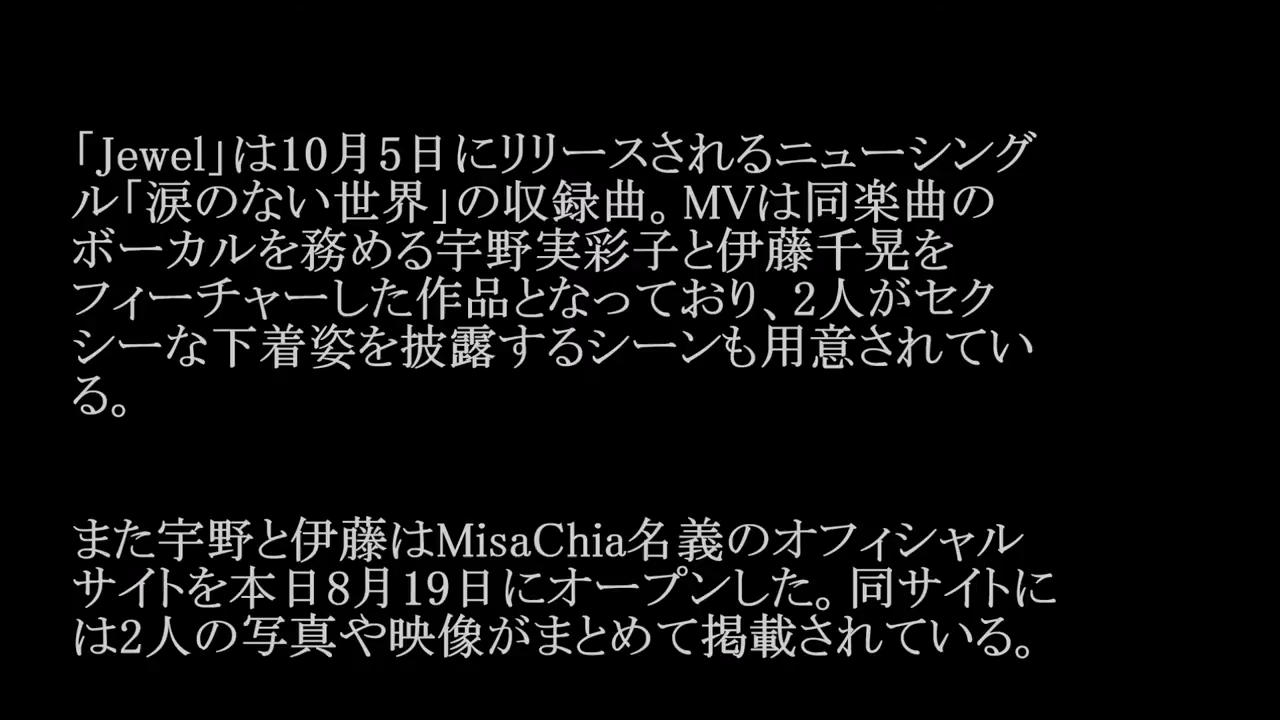 「Jewel」は10月5日にリリースされるニューシング
ル「涙のない世界」の収録曲。MVは同楽曲の
ボーカルを務める宇野実彩子と伊藤千晃を
フィーチャーした作品となっており、2人がセク
シーな下着姿を披露するシーンも用意されてい
る。
また宇野と伊藤はMisaChia名義のオフィシャル
サイトを本日8月19日にオープンした。同サイトに
は2人の写真や映像がまとめて掲載されている。